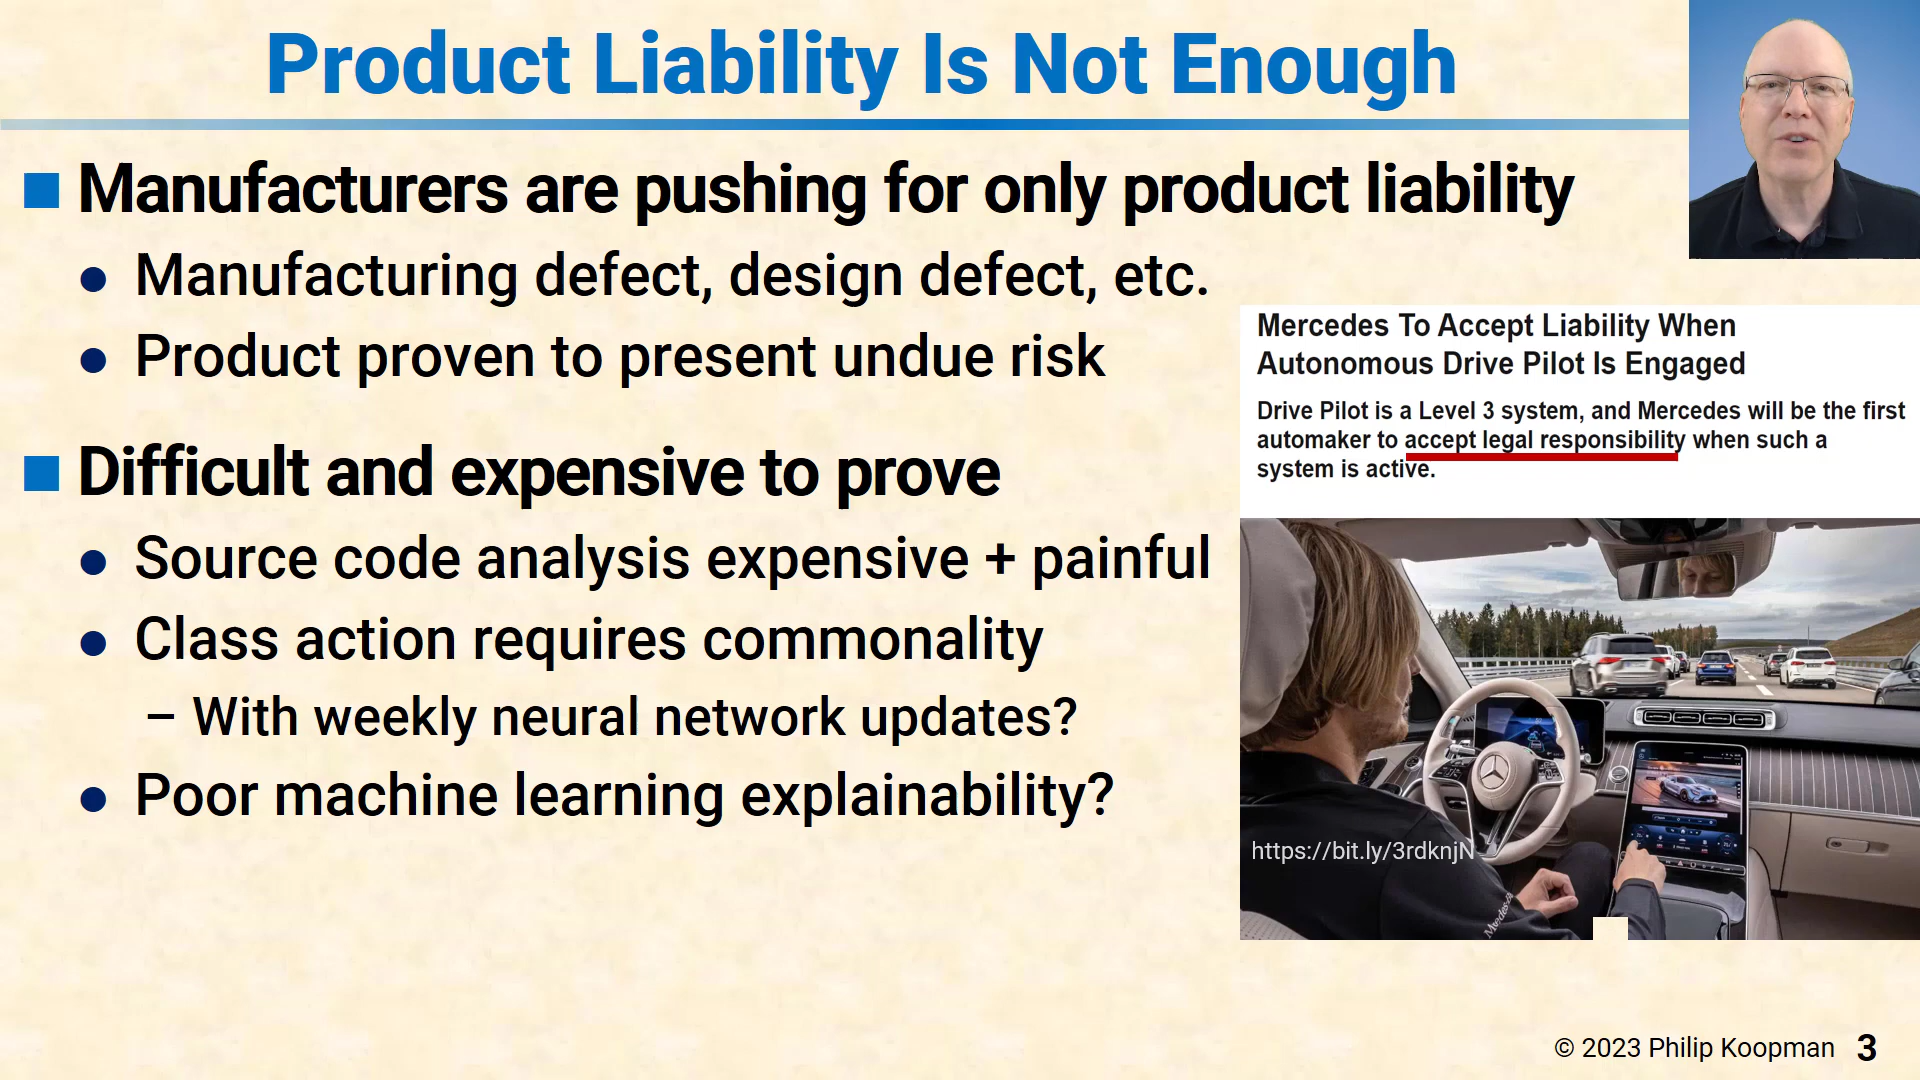 Product Liability Is Not Enough
Manufacturers are pushing for only product liability
Manufacturing defect, design defect, etc.
Product proven to present undue risk
Difficult and expensive to prove
Source code analysis expensive + painful
Class action requires commonality
– With weekly neural network updates?
Poor machine learning explainability?
Mercedes To Accept Liability When
Autonomous Drive Pilot Is Engaged
Drive Pilot is a Level 3 system, and Mercedes will be the first
automaker to accept legal responsibility when such a
system is active.
https://bit.ly/3rdknjN
© 2023 Philip Koopman 3